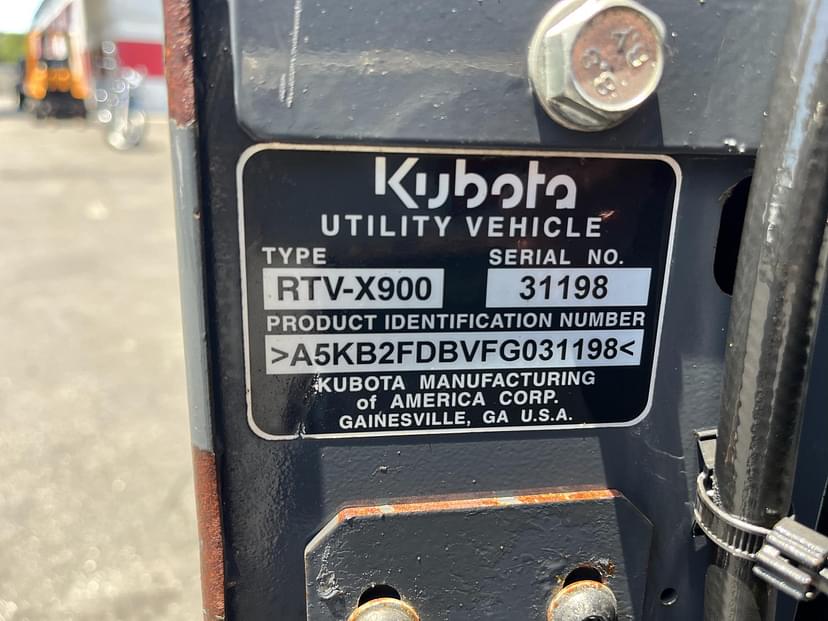 Kubota
UTILITY VEHICLE
TYPE SERIAL NO.
RTV-X900 31198
PRODUCT IDENTIFICATION NUMBER
>A5KB2FDBVFG031198<
KUBOTA MANUFACTURING
of AMERICA CORP.
GAINESVILLE, GA U.S.A.